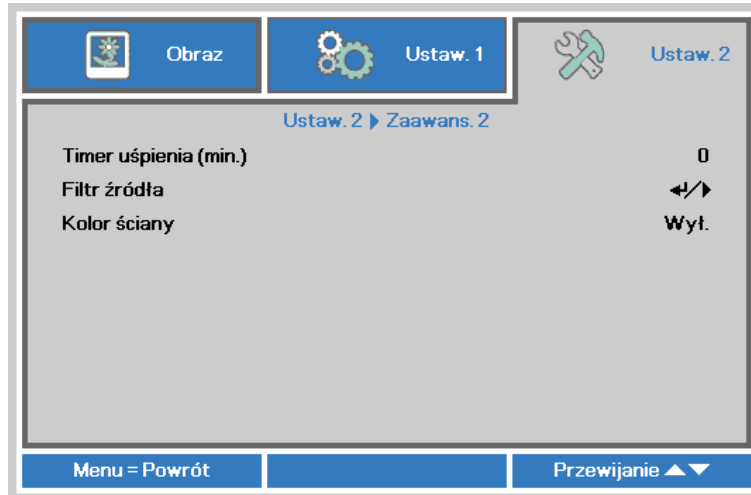 Obraz
Ustaw. 1
Ustaw. 2
Ustaw. 2 ▶ Zaawans. 2
Timer uśpienia (min.) 0
Filtr źródła ↵/▶
Kolor ściany Wył.
Menu = Powrót
Przewijanie ▲▼